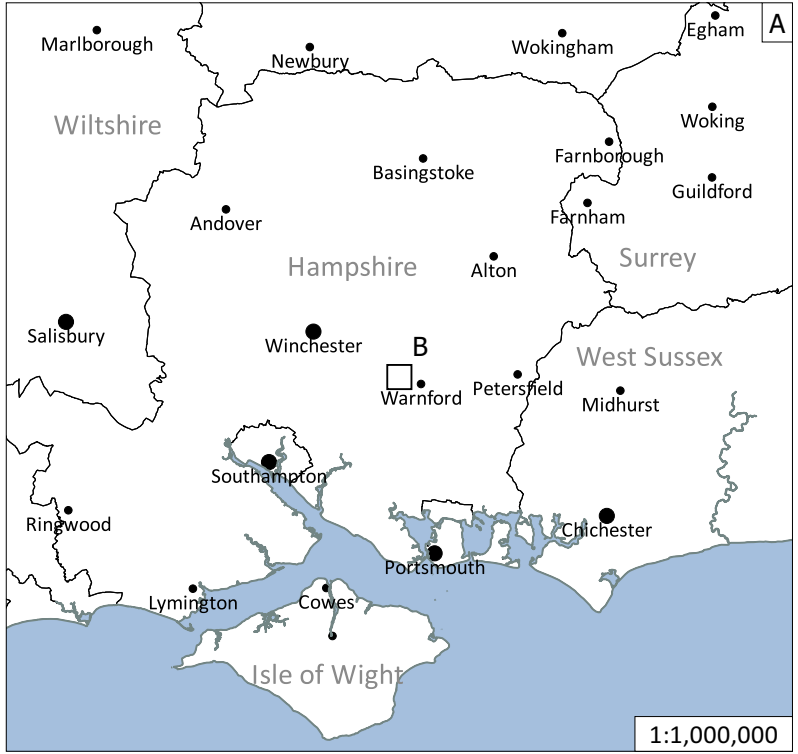 A
Egham
Marlborough
Wokingham
Newbury
Woking
Wiltshire
Farnborough
Basingstoke
Guildford
Andover
Farnham
Hampshire
Surrey
Alton
Salisbury
Winchester
B
West Sussex
Petersfield
Warnford
Midhurst
Southampton
Ringwood
Chichester
Portsmouth
Lymington
Cowes
Isle of Wight
1:1,000,000